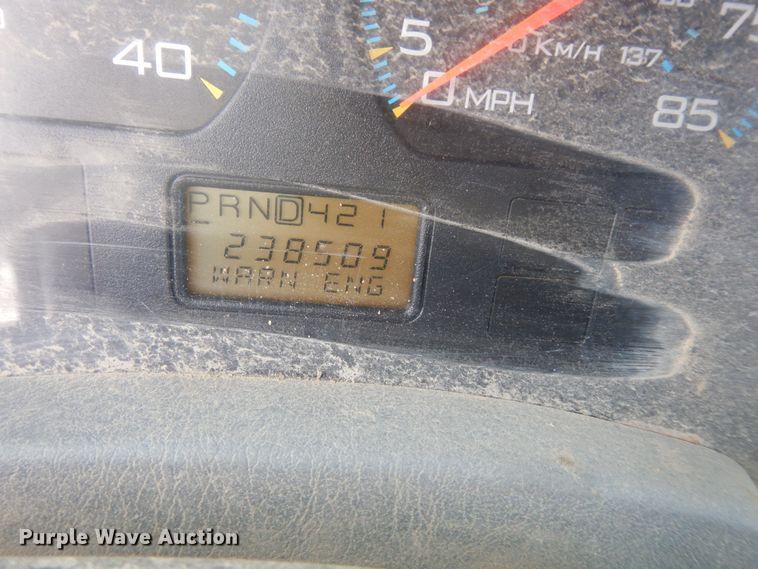 75
40
5
0 MPH
Km/H 137
85
PRND421
238509
WARN ENG
Purple Wave Auction